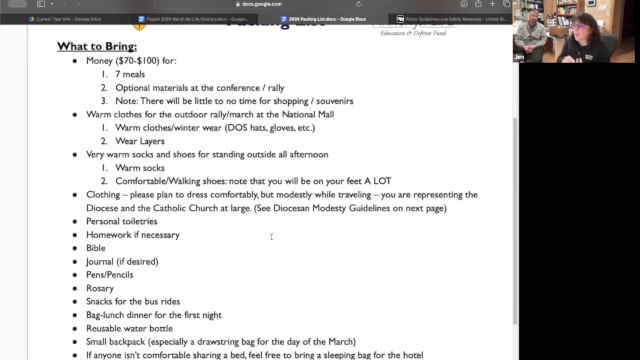 docs.google.com
Current Year Info - Google Drive
Pilgrim 2024 March for Life Itinerary.docx - Google Docs
2024 Packing List.docx - Google Docs
Visitor Guidelines and Safety Measures - United St...
Education & Defense Fund
What to Bring:
• Money ($70-$100) for:
1. 7 meals
2. Optional materials at the conference / rally
3. Note: There will be little to no time for shopping / souvenirs
• Warm clothes for the outdoor rally/march at the National Mall
1. Warm clothes/winter wear (DOS hats, gloves, etc.)
2. Wear Layers
• Very warm socks and shoes for standing outside all afternoon
1. Warm socks
2. Comfortable/Walking shoes: note that you will be on your feet A LOT
• Clothing – please plan to dress comfortably, but modestly while traveling – you are representing the
Diocese and the Catholic Church at large. (See Diocesan Modesty Guidelines on next page)
• Personal toiletries
• Homework if necessary
• Bible
• Journal (if desired)
• Pens/Pencils
• Rosary
• Snacks for the bus rides
• Bag-lunch dinner for the first night
• Reusable water bottle
• Small backpack (especially a drawstring bag for the day of the March)
• If anyone isn't comfortable sharing a bed, feel free to bring a sleeping bag for the hotel
Jen